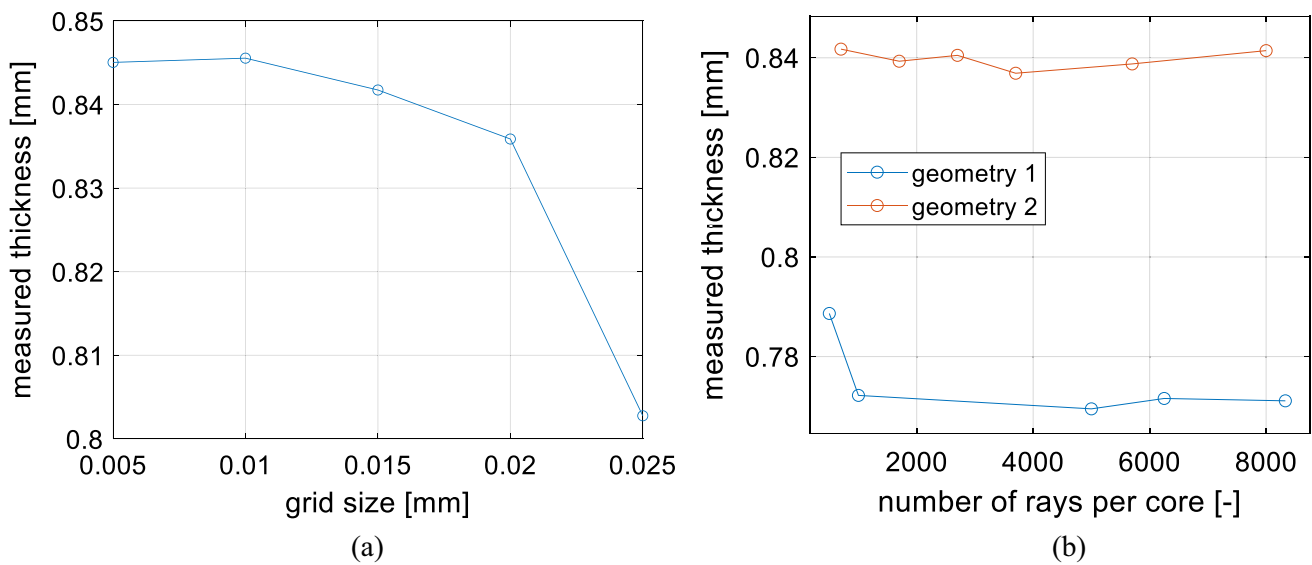 0.85
0.84
0.83
0.82
0.81
0.8
measured thickness [mm]
0.005 0.01 0.015 0.02 0.025
grid size [mm]
(a)
0.84
0.82
0.8
0.78
measured thickness [mm]
geometry 1
geometry 2
2000 4000 6000 8000
number of rays per core [-]
(b)